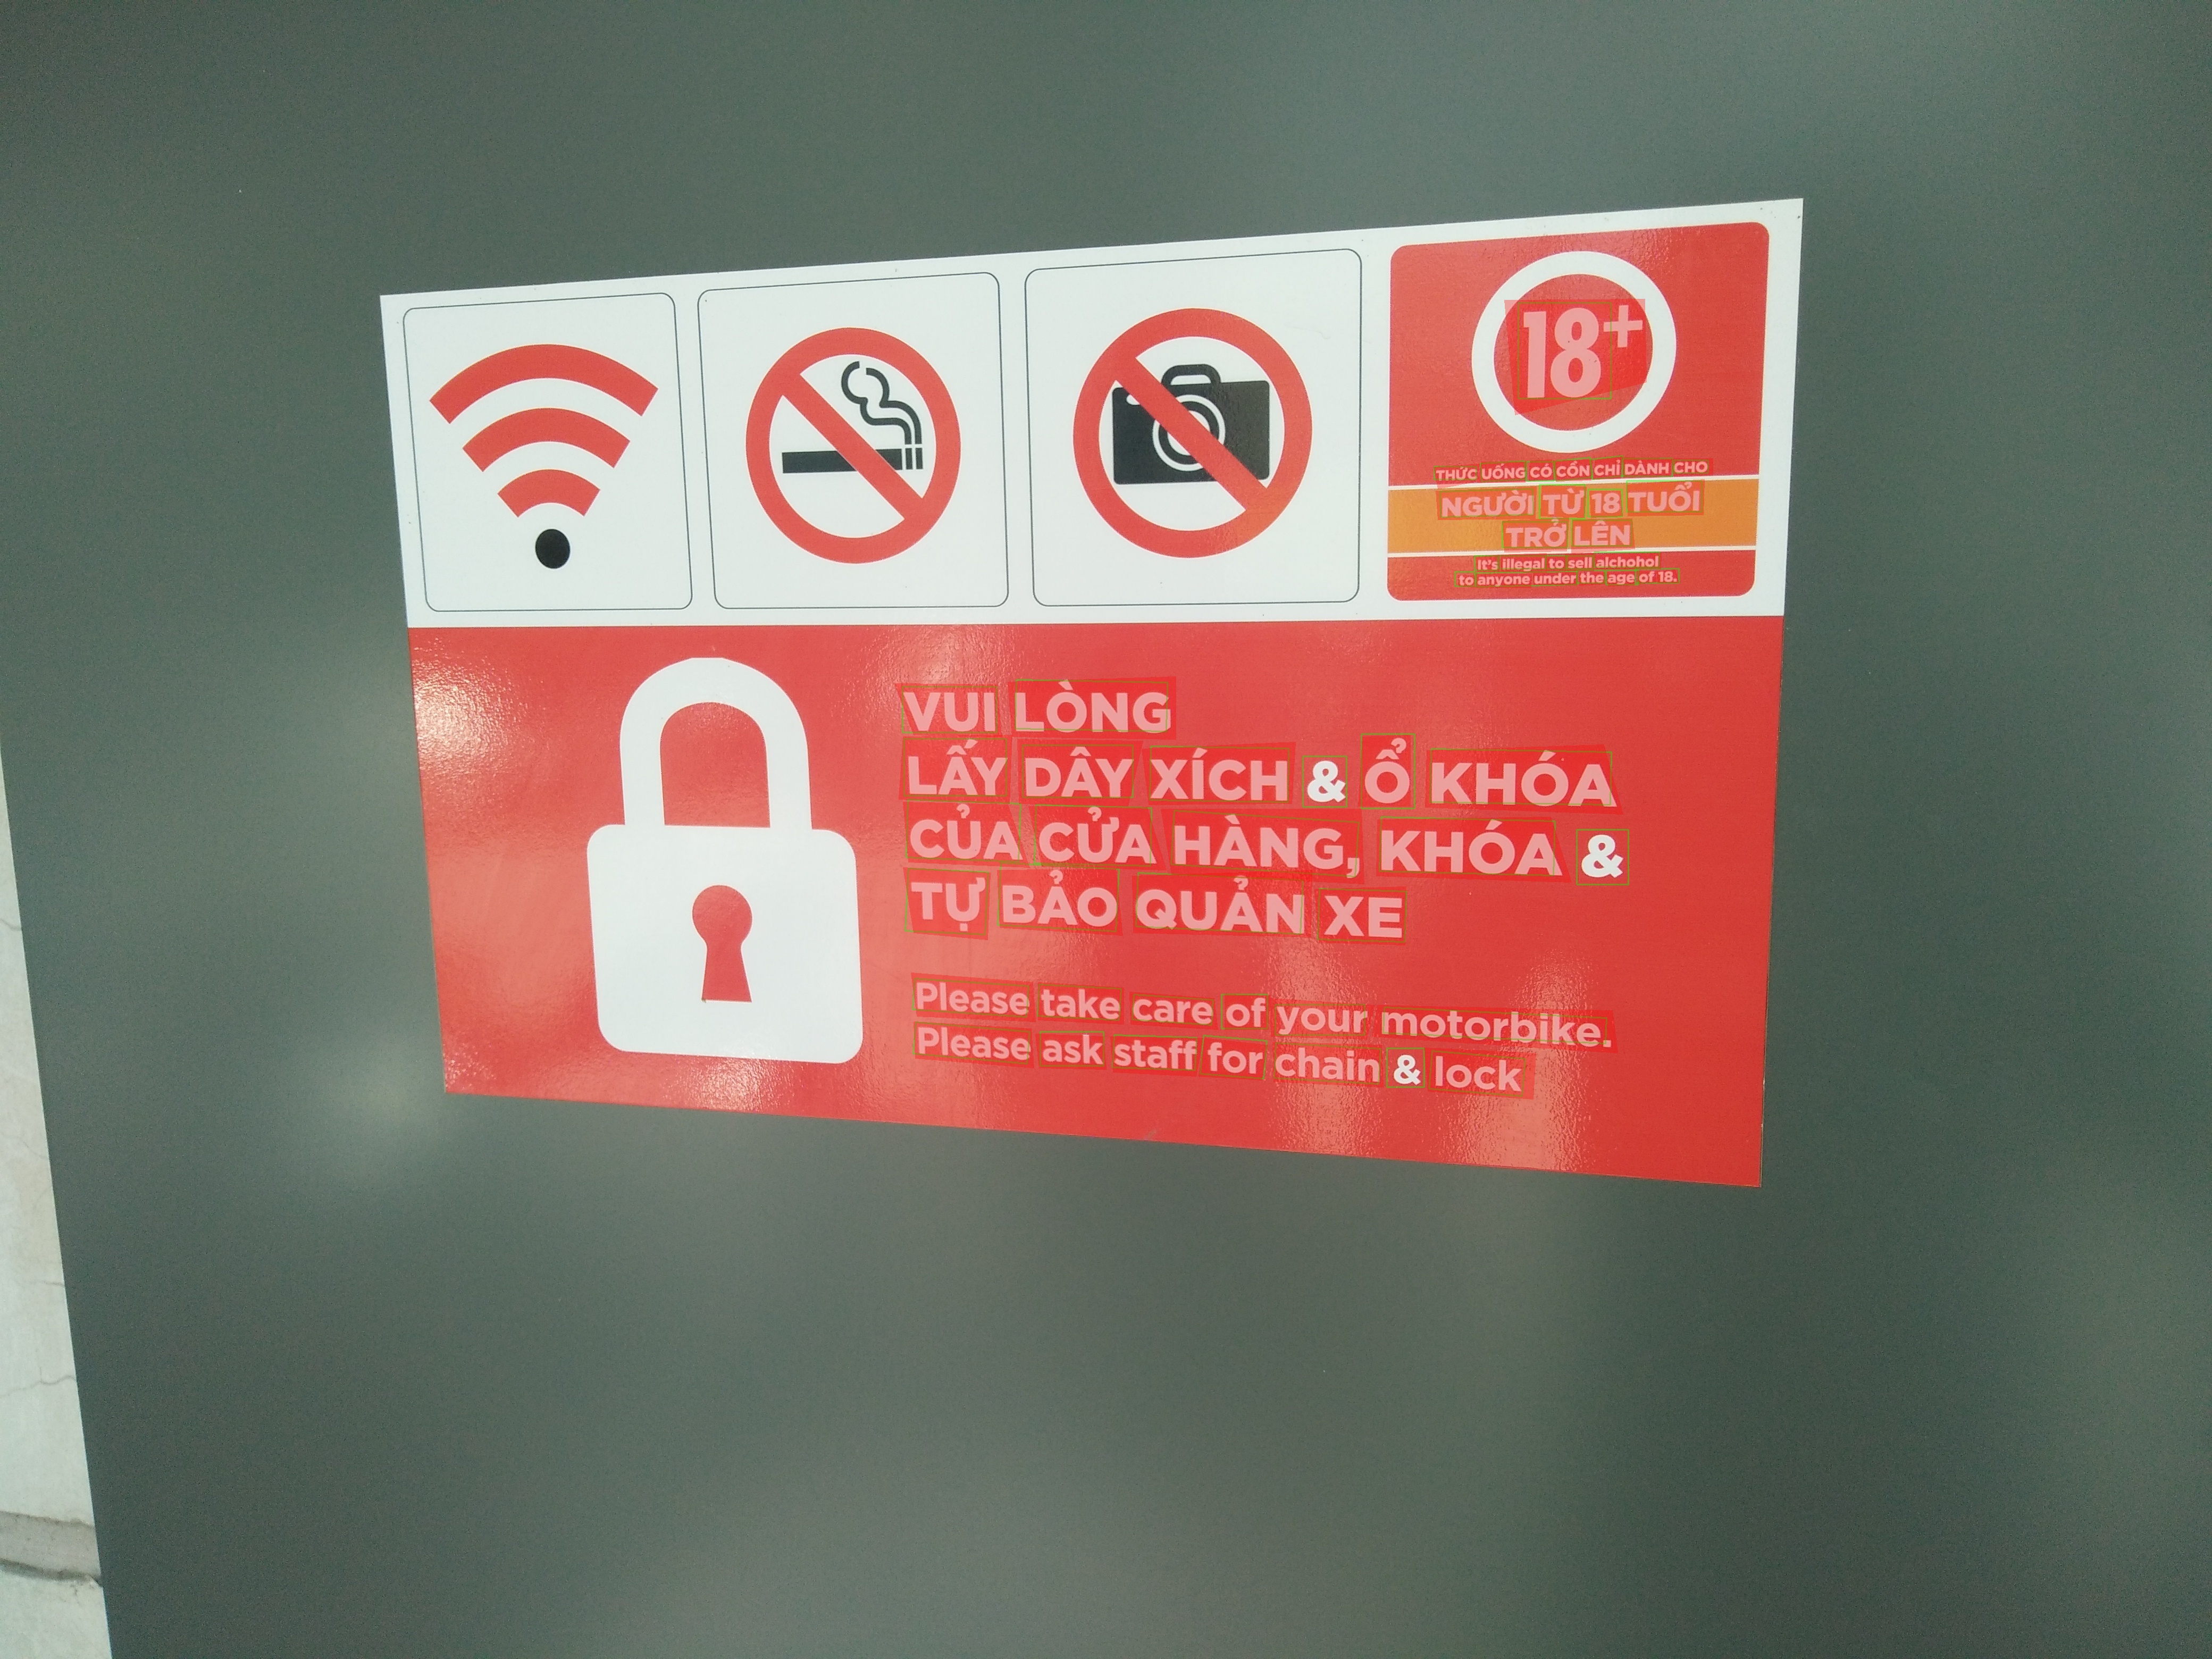 18+
THỨC UỐNG CÓ CỒN CHỈ DÀNH CHO
NGƯỜI TỪ 18 TUỔI
TRỞ LÊN
It's illegal to sell alchohol
to anyone under the age of 18.
VUI LÒNG
LẤY DÂY XÍCH & Ổ KHÓA
CỦA CỬA HÀNG, KHÓA &
TỰ BẢO QUẢN XE
Please take care of your motorbike.
Please ask staff for chain & lock